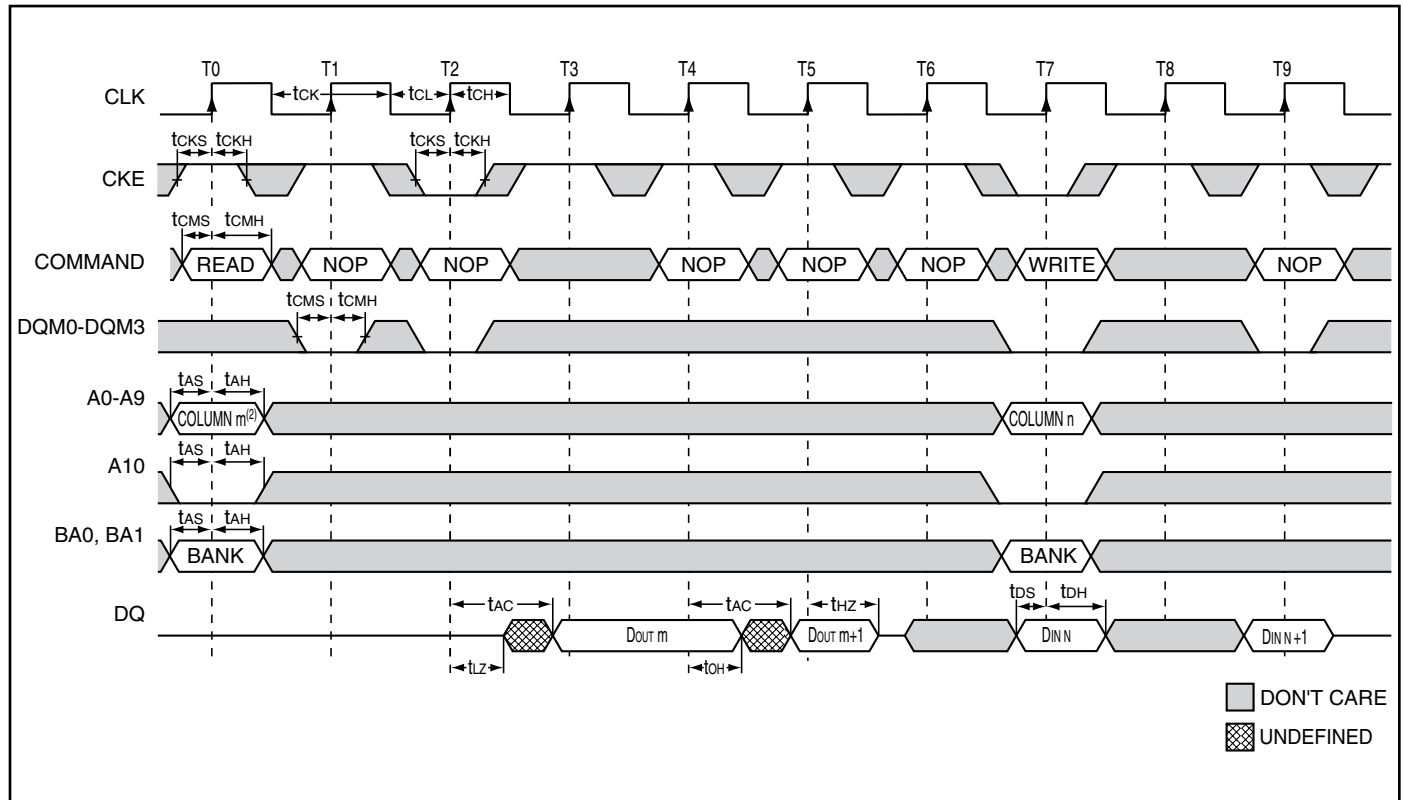 T0 T1 T2 T3 T4 T5 T6 T7 T8 T9
CLK tCK tCL tCH
tCKS tCKH tCKS tCKH
CKE
tCMS tCMH
COMMAND READ NOP NOP NOP NOP NOP WRITE NOP
tCMS tCMH
DQM0-DQM3
tAS tAH
A0-A9 COLUMN m(2) COLUMN n
tAS tAH
A10
tAS tAH
BA0, BA1 BANK BANK
tAC tAC tHZ tDS tDH
DQ DOUT m DOUT m+1 DIN N DIN N+1
tLZ tOH
DON'T CARE
UNDEFINED